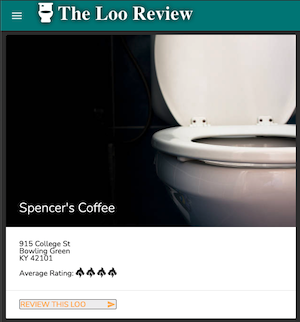 The Loo Review
Spencer's Coffee
915 College St
Bowling Green
KY 42101
Average Rating:
REVIEW THIS LOO